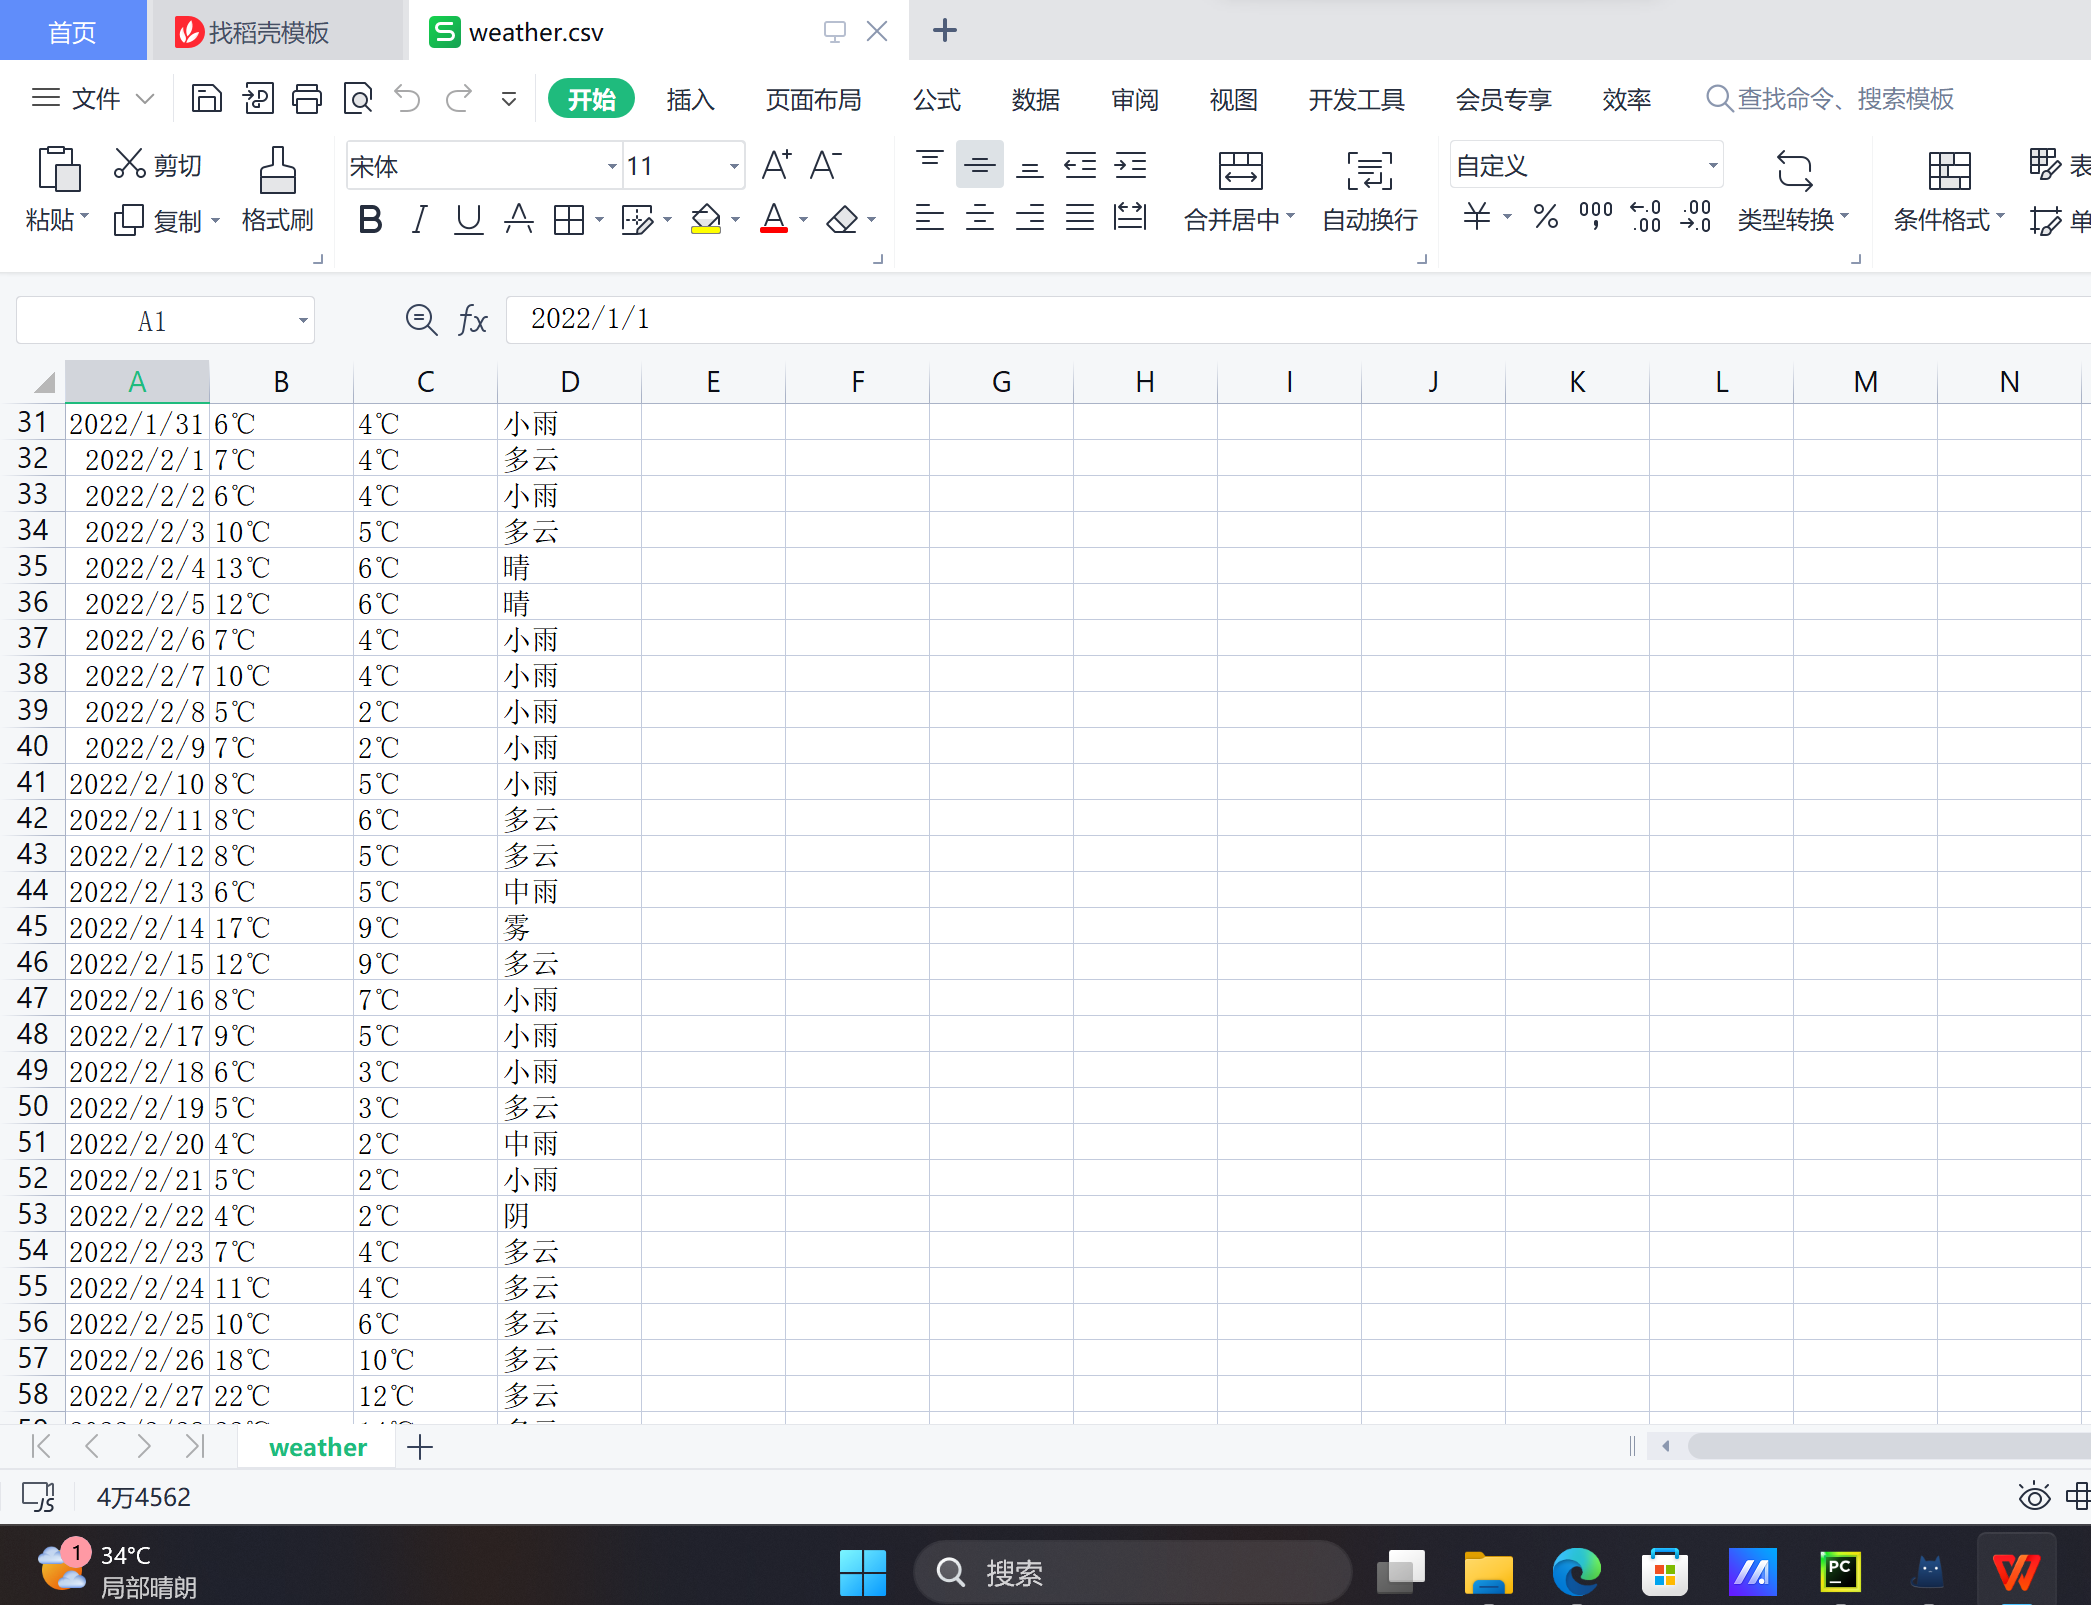 首页 找稻壳模板 weather.csv
文件 开始 插入 页面布局 公式 数据 审阅 视图 开发工具 会员专享 效率 查找命令、搜索模板
剪切 宋体 11 自定义
粘贴 复制 格式刷 合并居中 自动换行 类型转换 条件格式
A1 fx 2022/1/1
A B C D E F G H I J K L M N
31 2022/1/31 6℃ 4℃ 小雨
32 2022/2/1 7℃ 4℃ 多云
33 2022/2/2 6℃ 4℃ 小雨
34 2022/2/3 10℃ 5℃ 多云
35 2022/2/4 13℃ 6℃ 晴
36 2022/2/5 12℃ 6℃ 晴
37 2022/2/6 7℃ 4℃ 小雨
38 2022/2/7 10℃ 4℃ 小雨
39 2022/2/8 5℃ 2℃ 小雨
40 2022/2/9 7℃ 2℃ 小雨
41 2022/2/10 8℃ 5℃ 小雨
42 2022/2/11 8℃ 6℃ 多云
43 2022/2/12 8℃ 5℃ 多云
44 2022/2/13 6℃ 5℃ 中雨
45 2022/2/14 17℃ 9℃ 雾
46 2022/2/15 12℃ 9℃ 多云
47 2022/2/16 8℃ 7℃ 小雨
48 2022/2/17 9℃ 5℃ 小雨
49 2022/2/18 6℃ 3℃ 小雨
50 2022/2/19 5℃ 3℃ 多云
51 2022/2/20 4℃ 2℃ 中雨
52 2022/2/21 5℃ 2℃ 小雨
53 2022/2/22 4℃ 2℃ 阴
54 2022/2/23 7℃ 4℃ 多云
55 2022/2/24 11℃ 4℃ 多云
56 2022/2/25 10℃ 6℃ 多云
57 2022/2/26 18℃ 10℃ 多云
58 2022/2/27 22℃ 12℃ 多云
weather
4万4562
1 34°C
局部晴朗
搜索
PC